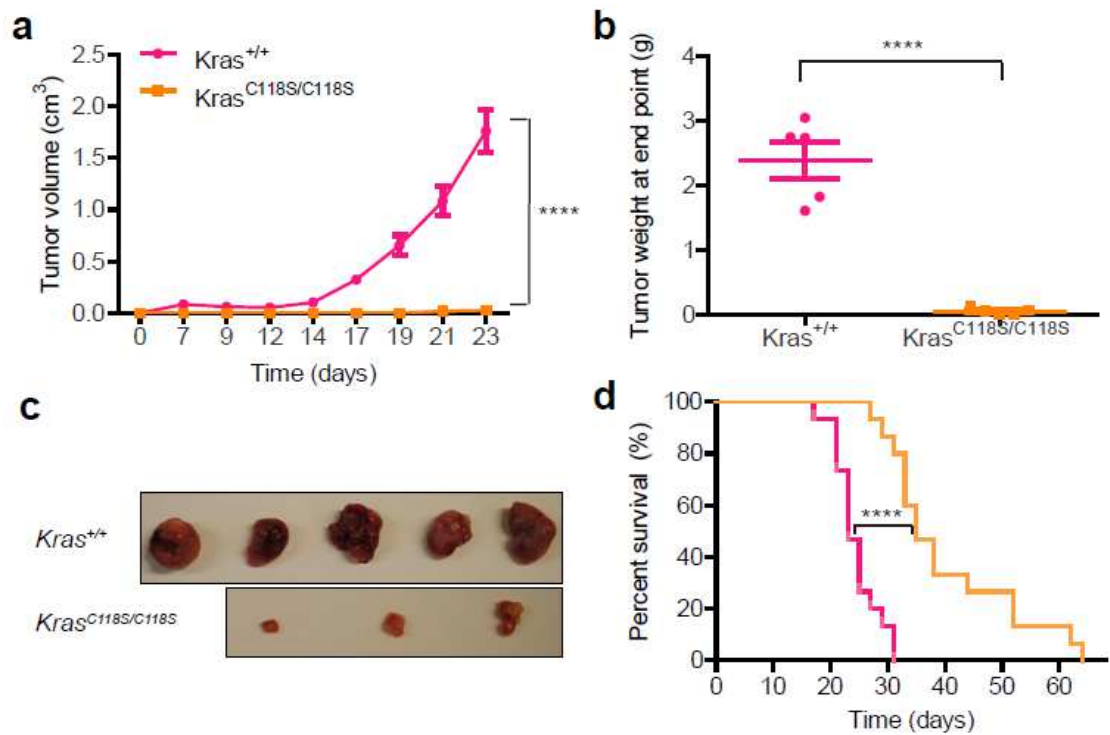 a
Kras+/+
KrasC118S/C118S
Tumor volume (cm3)
2.5
2.0
1.5
1.0
0.5
0.0
0 7 9 12 14 17 19 21 23
Time (days)
****
b
Tumor weight at end point (g)
4
3
2
1
0
****
Kras+/+ KrasC118S/C118S
c
Kras+/+
KrasC118S/C118S
d
Percent survival (%)
100
80
60
40
20
0
****
0 10 20 30 40 50 60
Time (days)